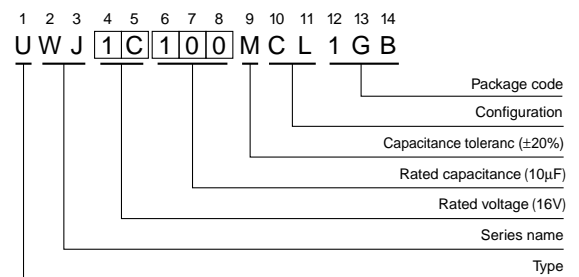 1 2 3 4 5 6 7 8 9 10 11 12 13 14
U W J 1 C 1 0 0 M C L 1 G B
Package code
Configuration
Capacitance toleranc (±20%)
Rated capacitance (10µF)
Rated voltage (16V)
Series name
Type